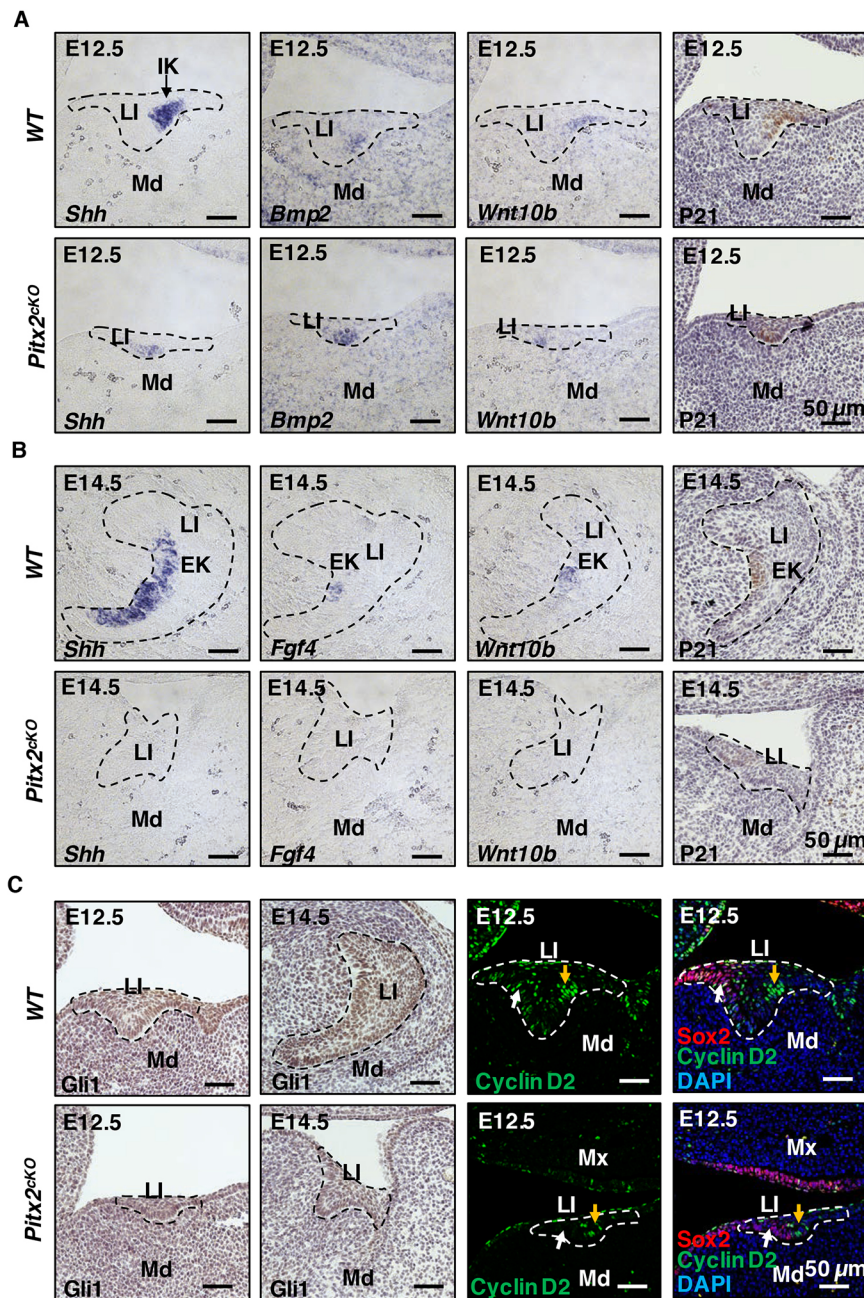 A
E12.5
IK
LI
WT
Md
Shh
E12.5
LI
Md
Bmp2
E12.5
LI
Md
Wnt10b
E12.5
LI
Md
P21
E12.5
LI
Pitx2cKO
Md
Shh
E12.5
LI
Md
Bmp2
E12.5
LI
Md
Wnt10b
E12.5
LI
Md
50 µm
P21
B
E14.5
LI
WT
EK
Shh
E14.5
LI
EK
Fgf4
E14.5
LI
EK
Wnt10b
E14.5
LI
EK
P21
E14.5
LI
Pitx2cKO
Md
Shh
E14.5
LI
Md
Fgf4
E14.5
LI
Md
Wnt10b
E14.5
LI
Md
50 µm
P21
C
E12.5
LI
WT
Md
Gli1
E14.5
LI
Md
Gli1
E12.5
LI
Md
Cyclin D2
E12.5
LI
Md
Sox2
Cyclin D2
DAPI
E12.5
LI
Pitx2cKO
Md
Gli1
E14.5
LI
Md
Gli1
E12.5
Mx
LI
Md
Cyclin D2
E12.5
Mx
LI
Sox2
Cyclin D2
Md 50 µm
DAPI